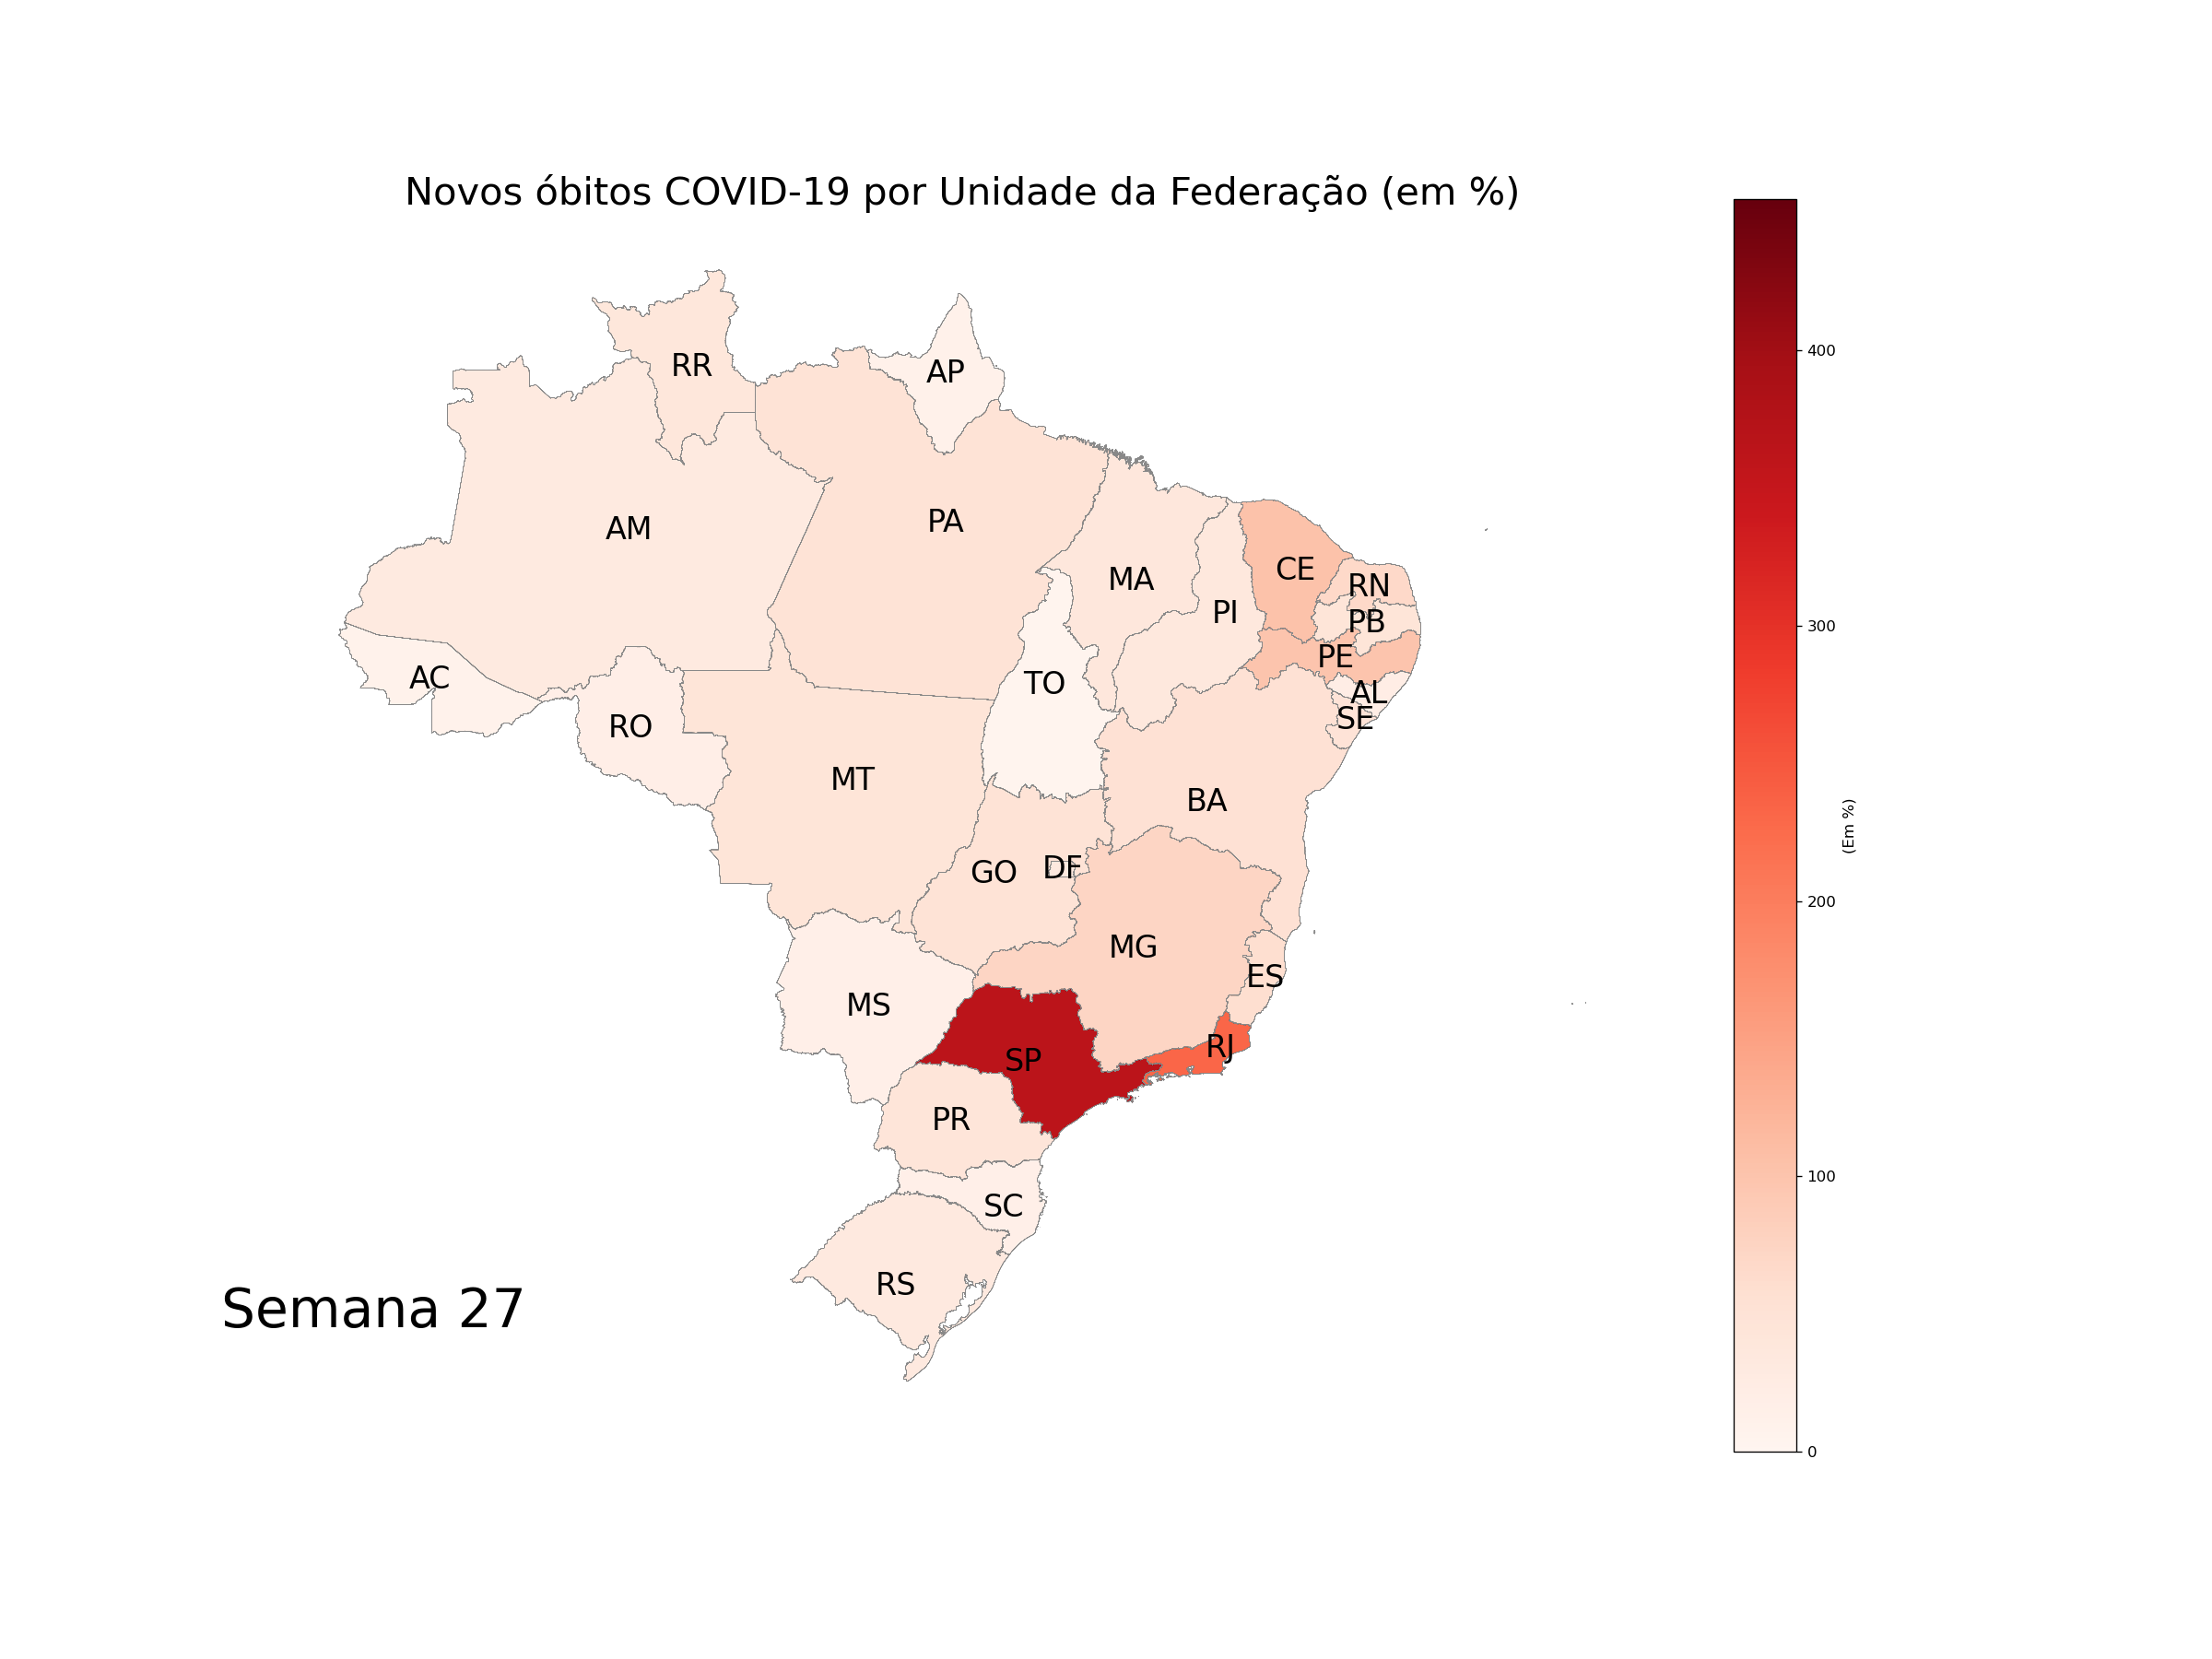 Novos óbitos COVID-19 por Unidade da Federação (em %)
RR
AP
400
AM
PA
CE
MA
RN
PI
PB
300
PE
AC
TO
AL
SE
RO
MT
BA
(Em %)
GO
DF
200
MG
ES
MS
RJ
SP
PR
100
SC
RS
Semana 27
0